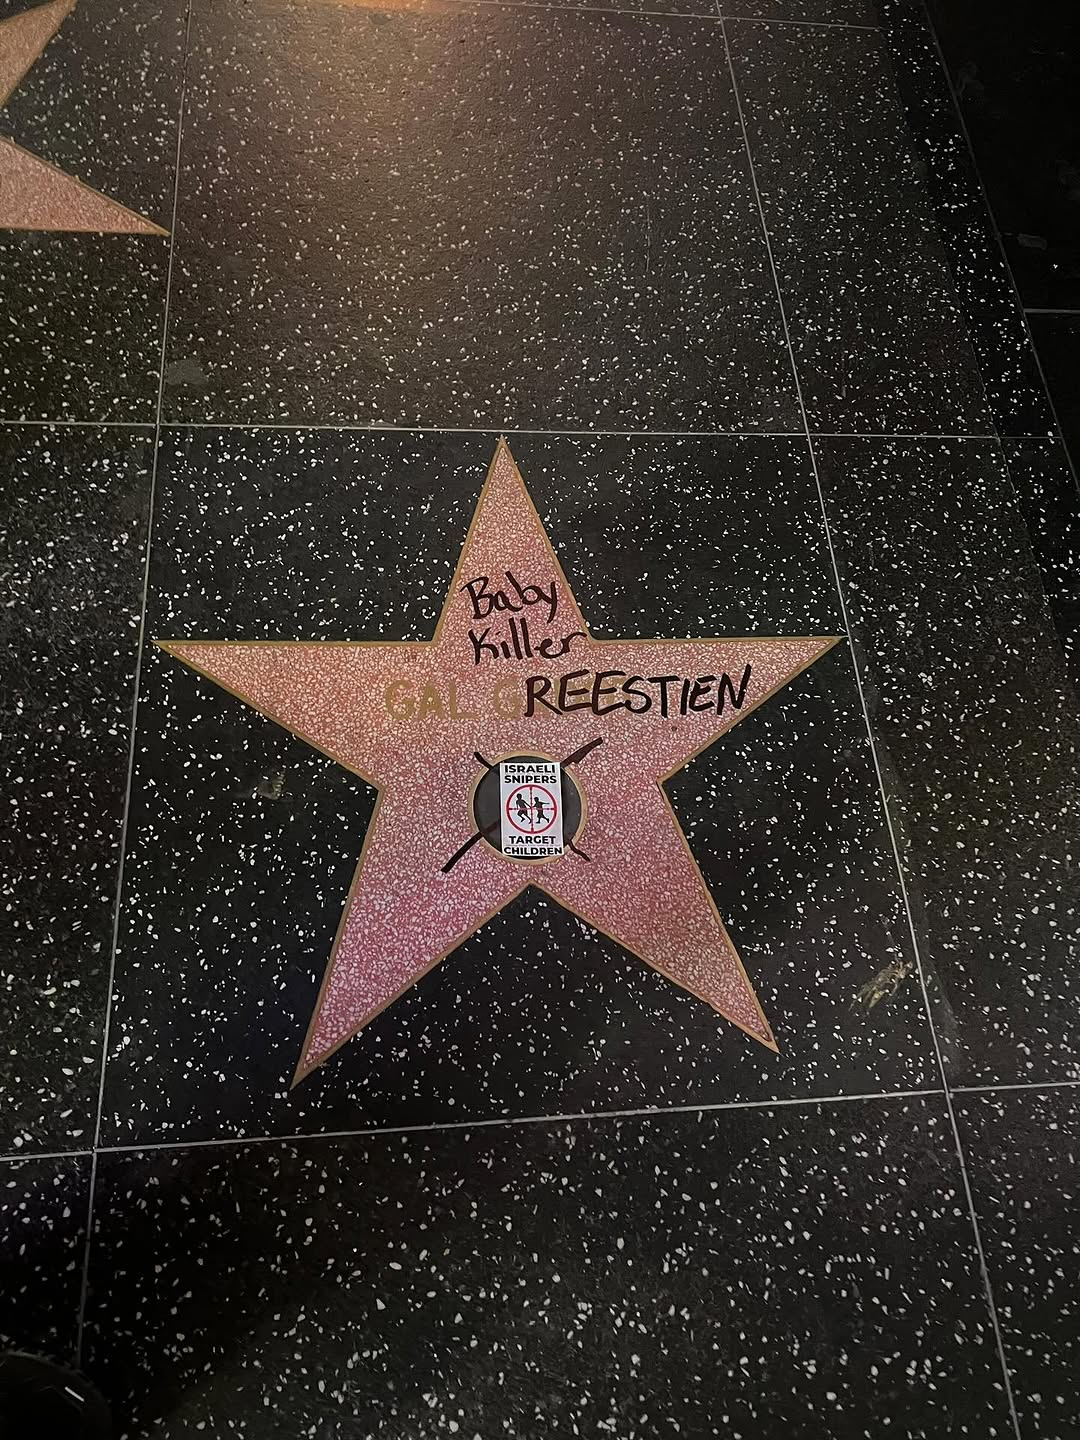 Baby
Killer
GAL GREESTIEN
ISRAELI
SNIPERS
TARGET
CHILDREN